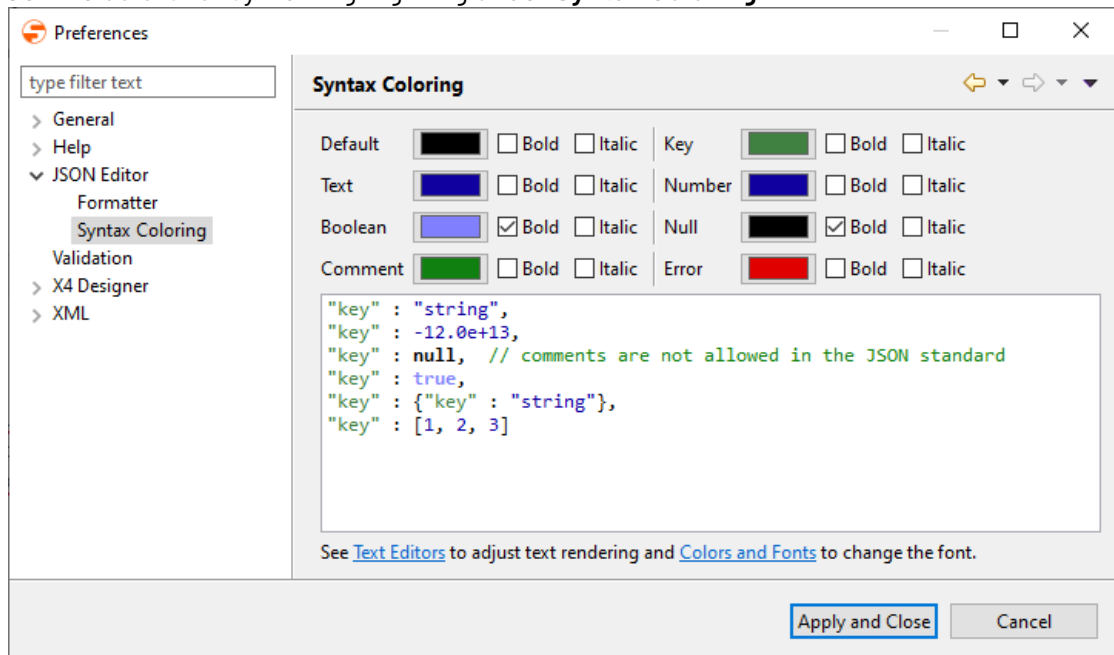 Preferences
type filter text
General
Help
JSON Editor
Formatter
Syntax Coloring
Validation
X4 Designer
XML
Syntax Coloring
Default Bold Italic Key Bold Italic
Text Bold Italic Number Bold Italic
Boolean Bold Italic Null Bold Italic
Comment Bold Italic Error Bold Italic
"key" : "string",
"key" : -12.0e+13,
"key" : null, // comments are not allowed in the JSON standard
"key" : true,
"key" : {"key" : "string"},
"key" : [1, 2, 3]
See Text Editors to adjust text rendering and Colors and Fonts to change the font.
Apply and Close Cancel